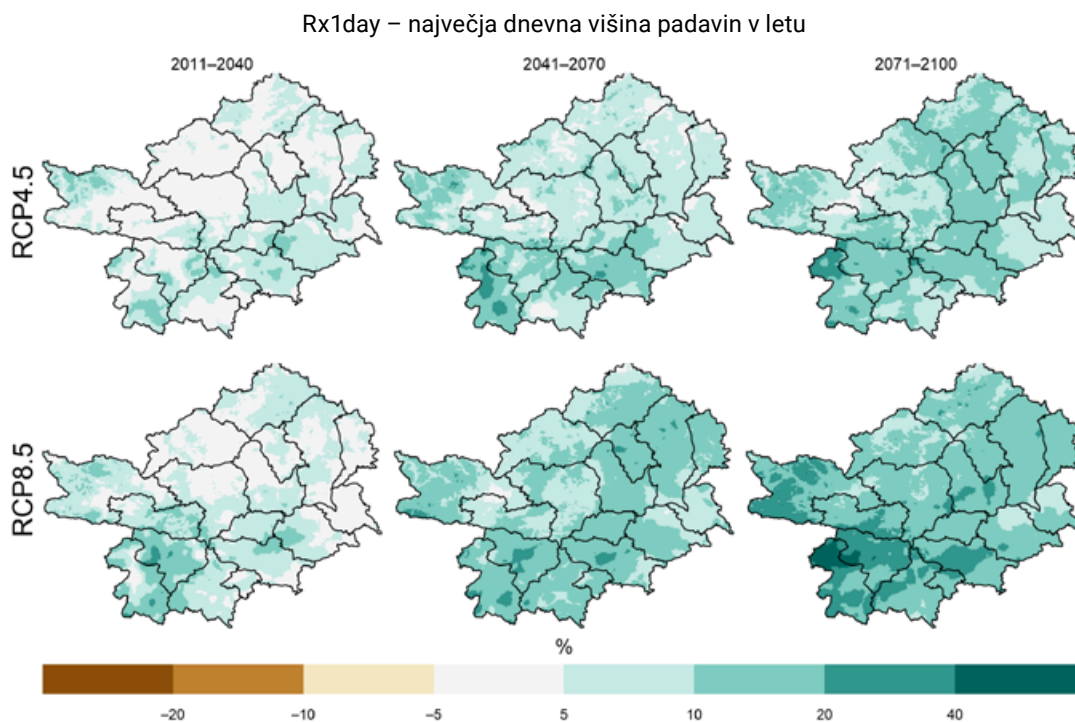 Rx1day – največja dnevna višina padavin v letu
2011–2040 2041–2070 2071–2100
RCP4.5
RCP8.5
%
–20 –10 –5 5 10 20 40